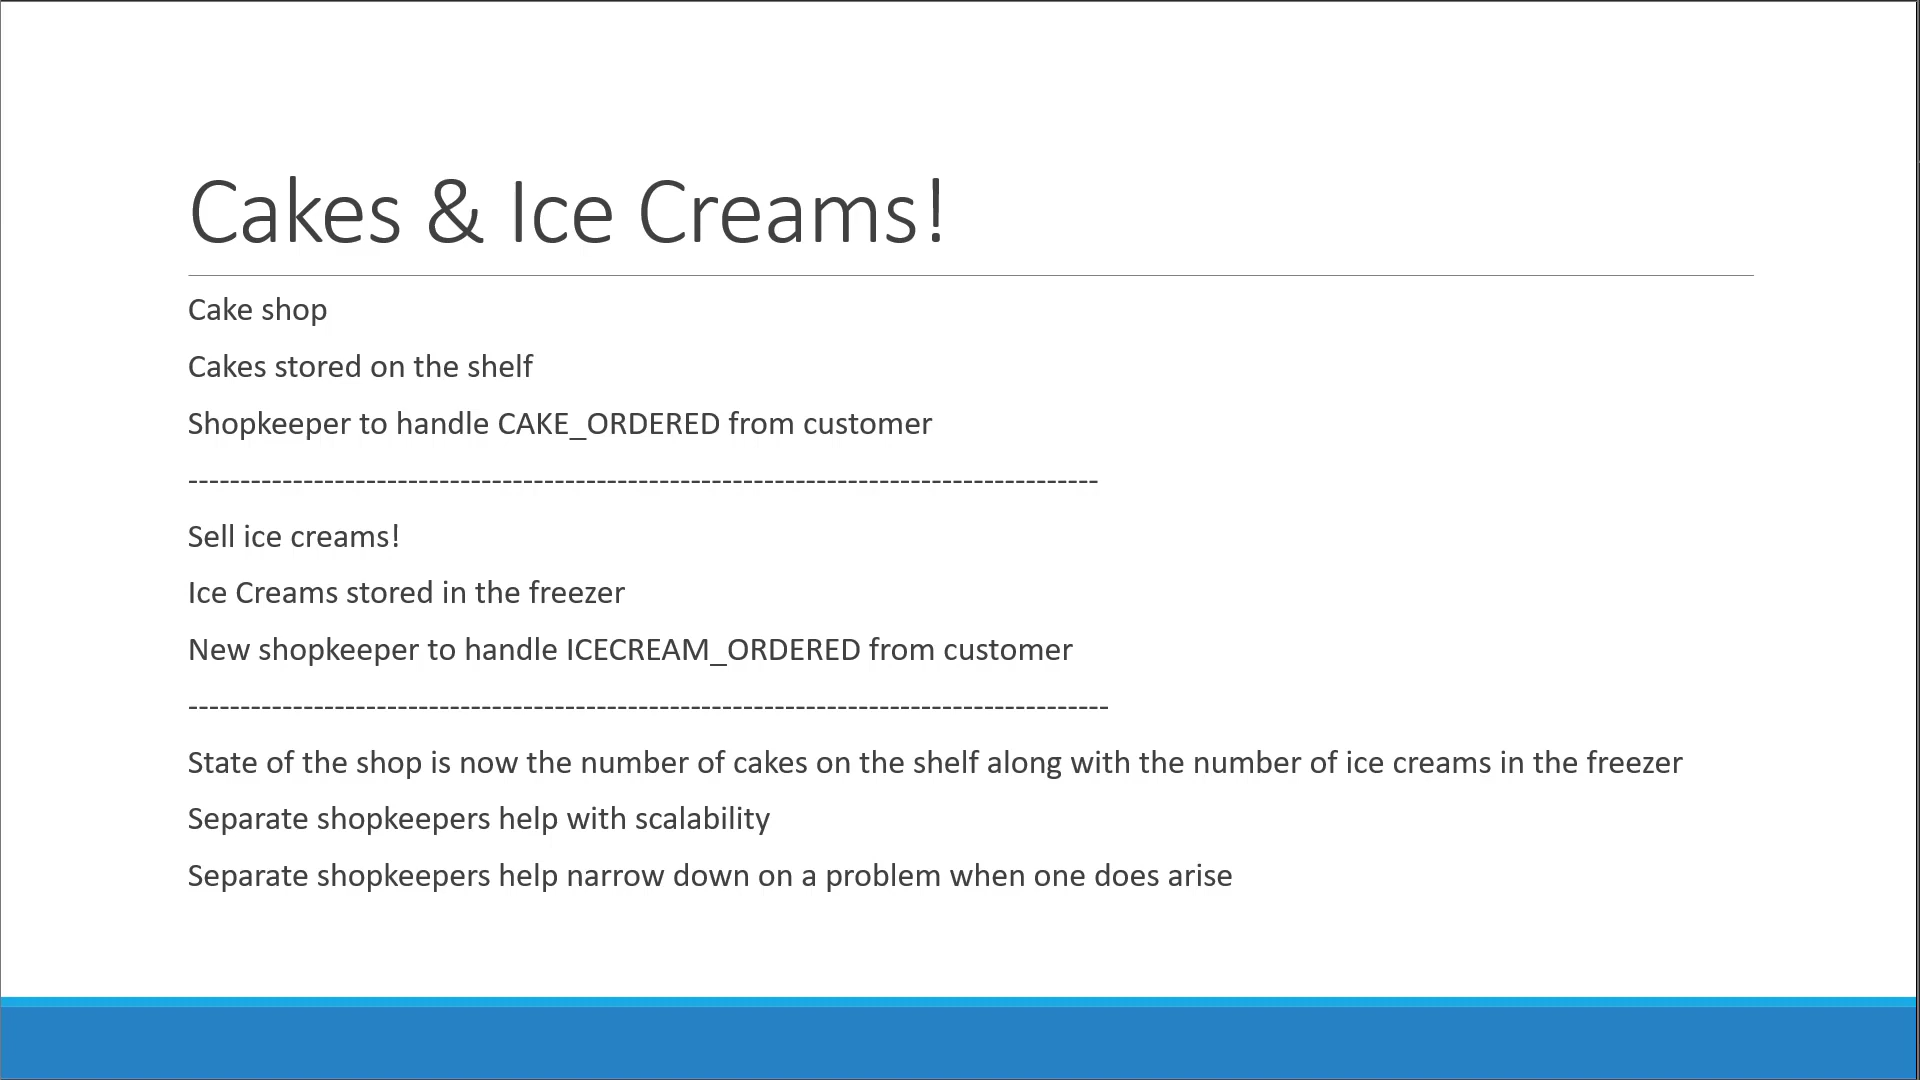 Cakes & Ice Creams!
Cake shop
Cakes stored on the shelf
Shopkeeper to handle CAKE_ORDERED from customer
---------------------------------------------------------------------------------------
Sell ice creams!
Ice Creams stored in the freezer
New shopkeeper to handle ICECREAM_ORDERED from customer
----------------------------------------------------------------------------------------
State of the shop is now the number of cakes on the shelf along with the number of ice creams in the freezer
Separate shopkeepers help with scalability
Separate shopkeepers help narrow down on a problem when one does arise